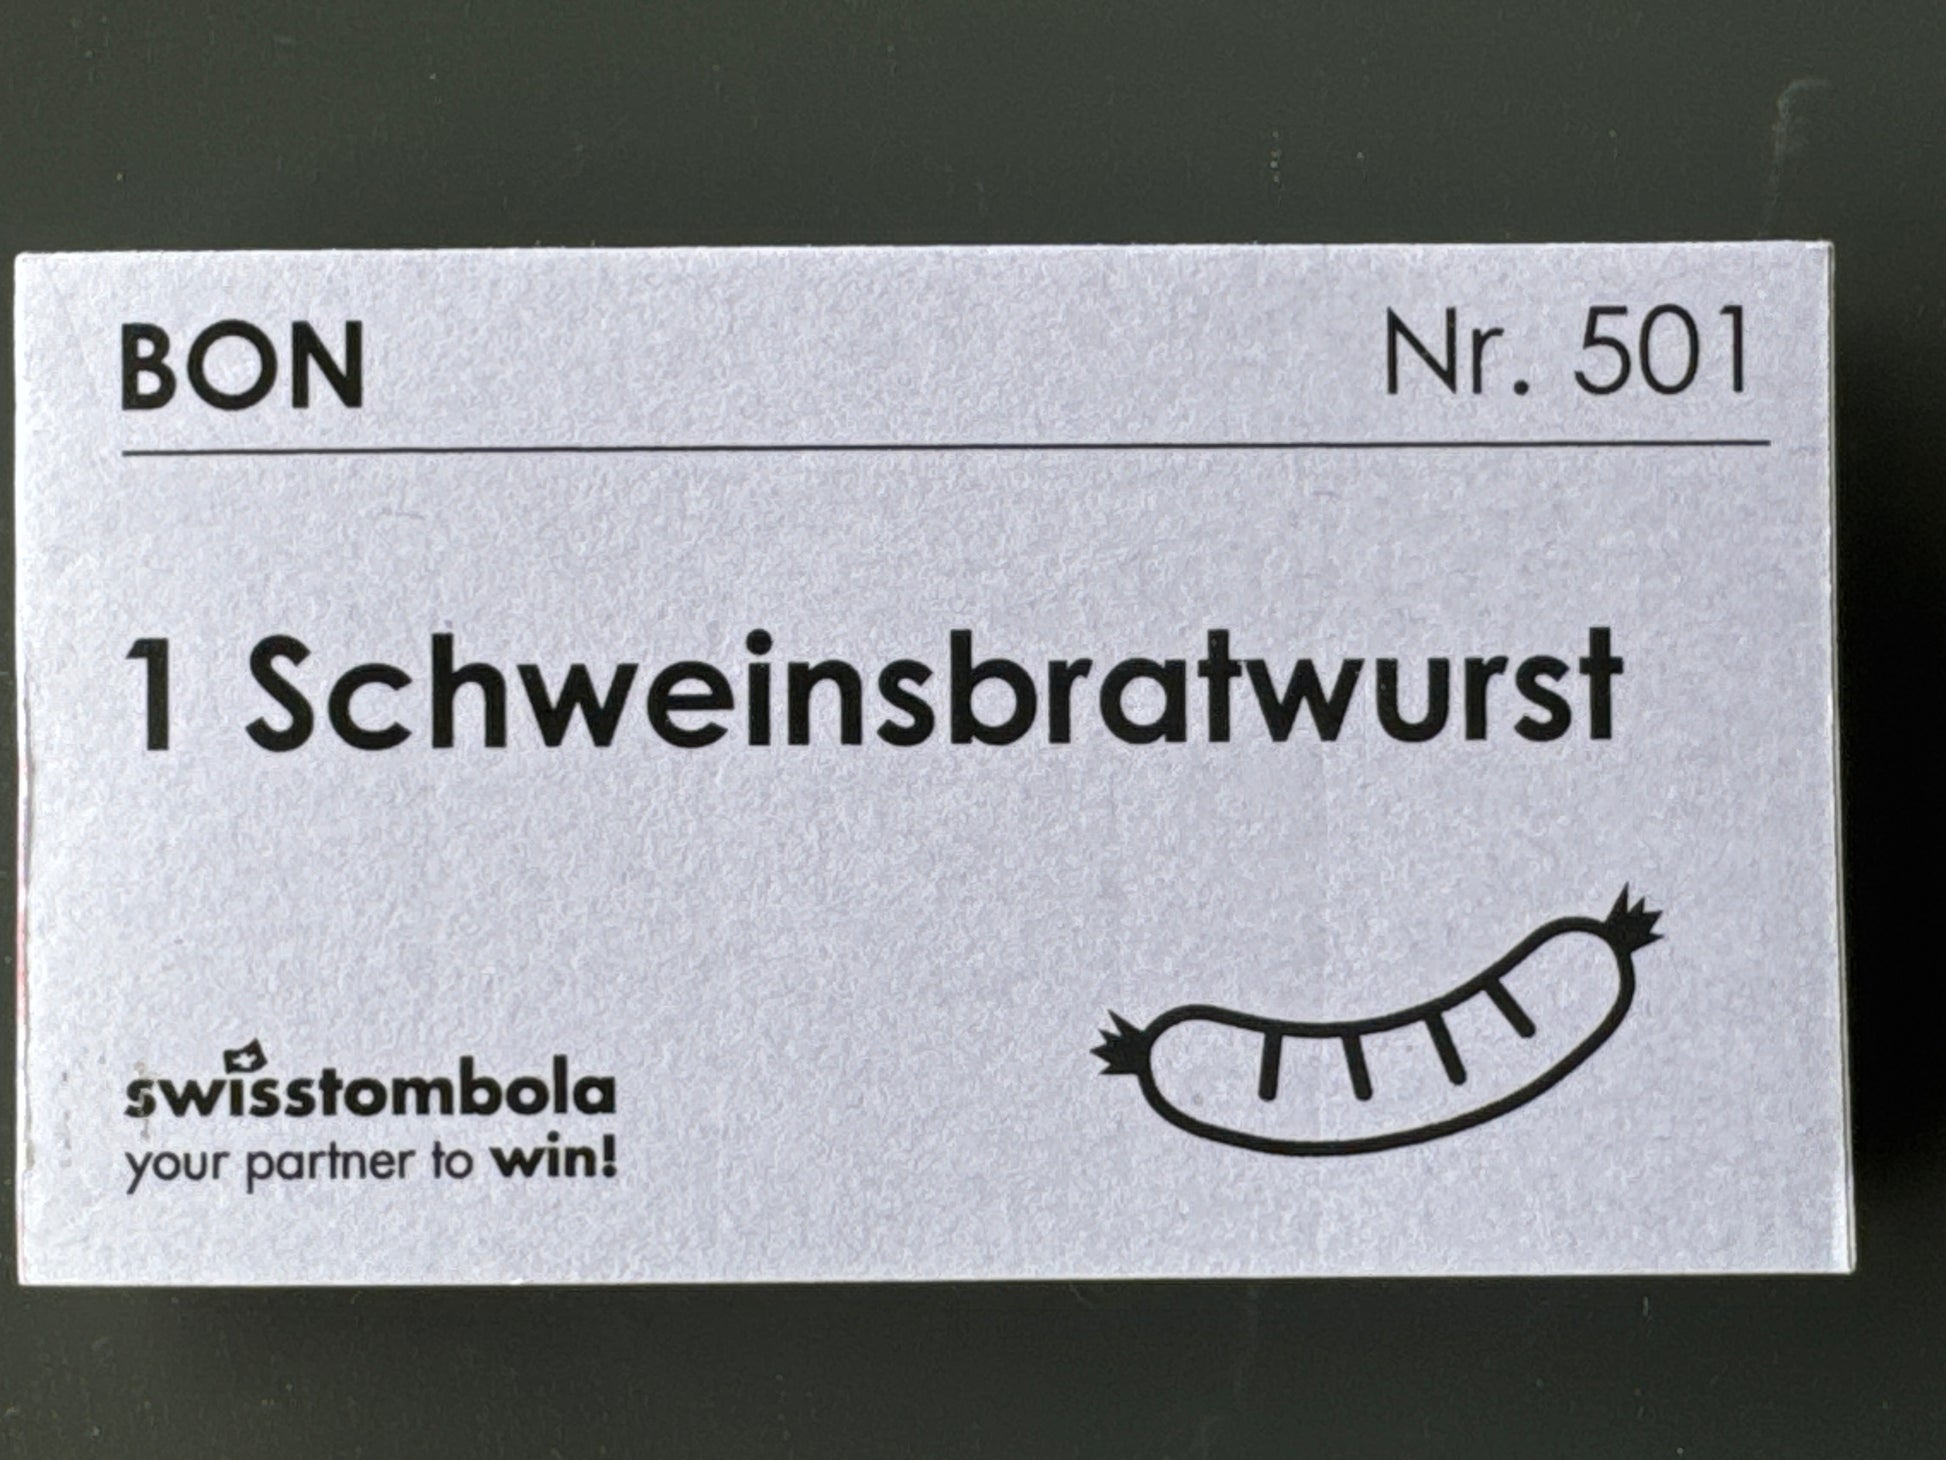 BON Nr. 501
1 Schweinsbratwurst
swisstombola
your partner to win!